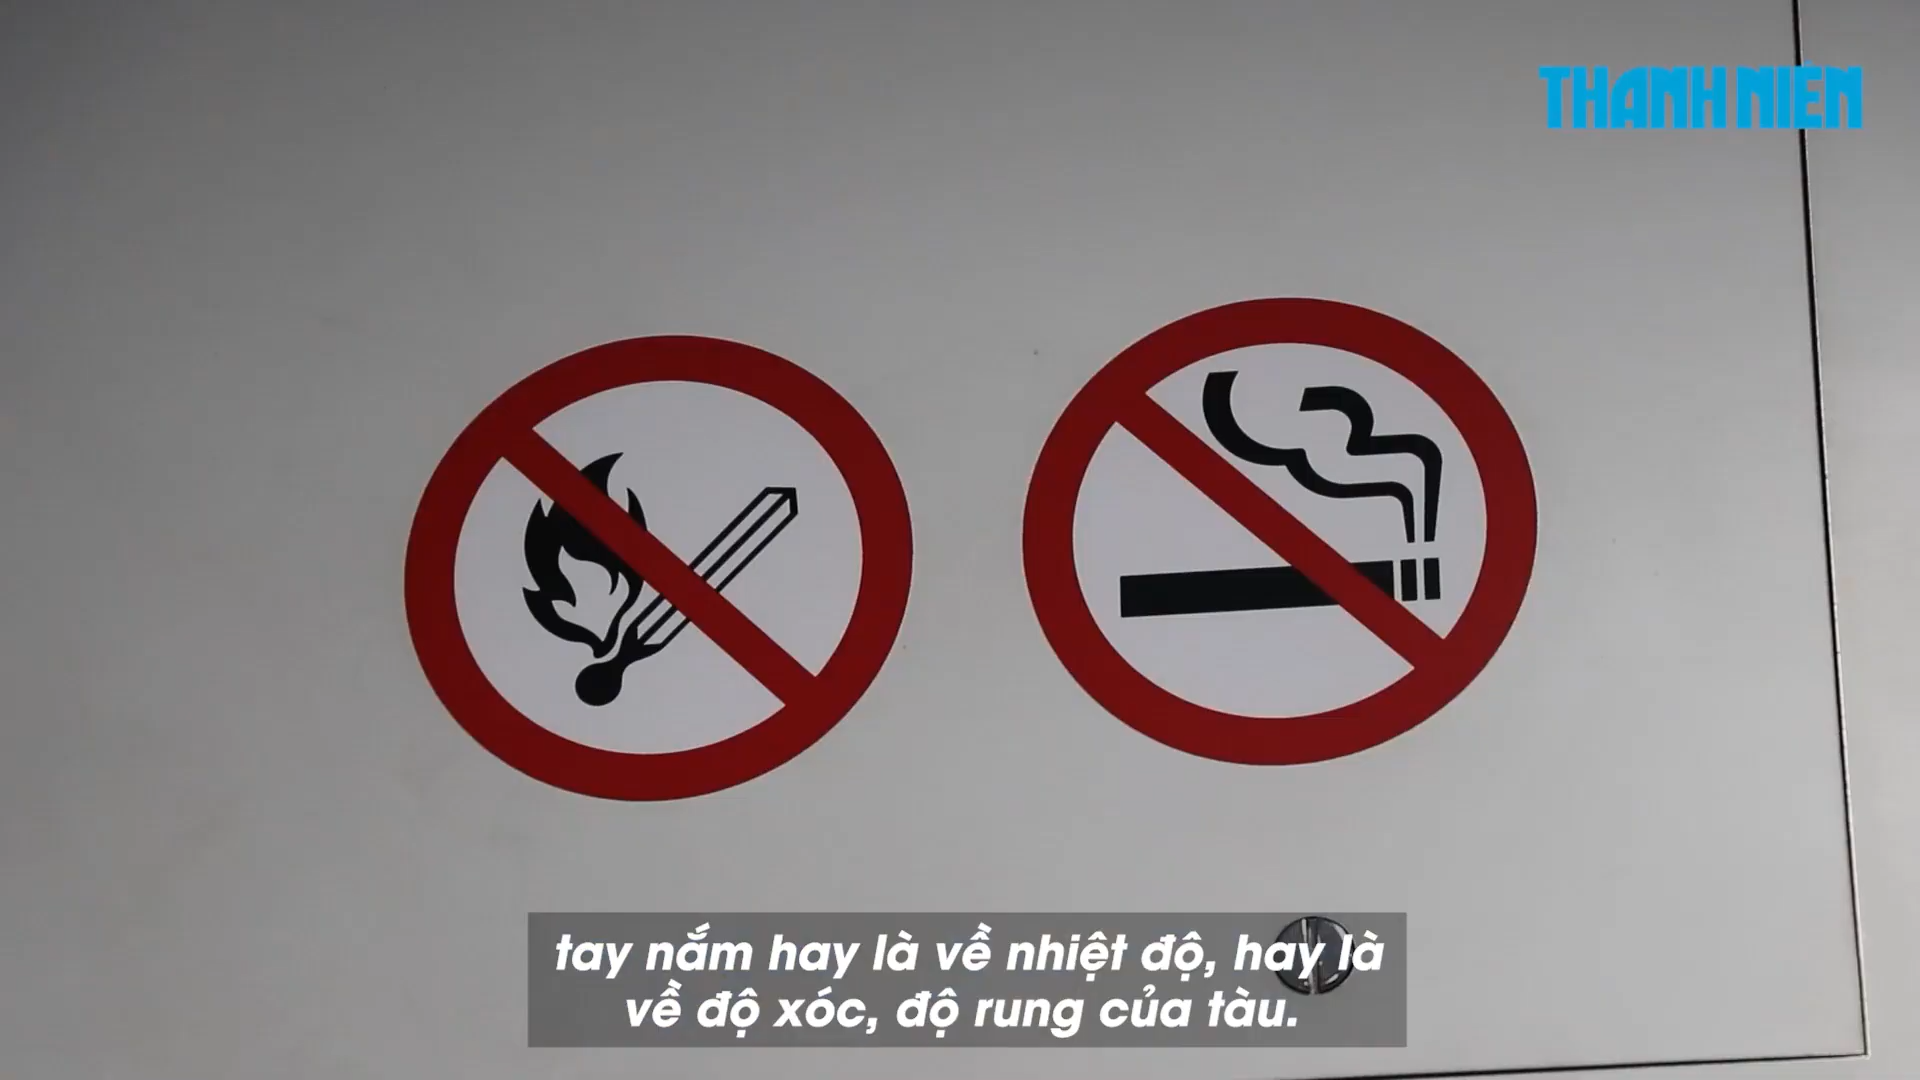 THANH NIÊN
tay nắm hay là về nhiệt độ, hay là
về độ xóc, độ rung của tàu.